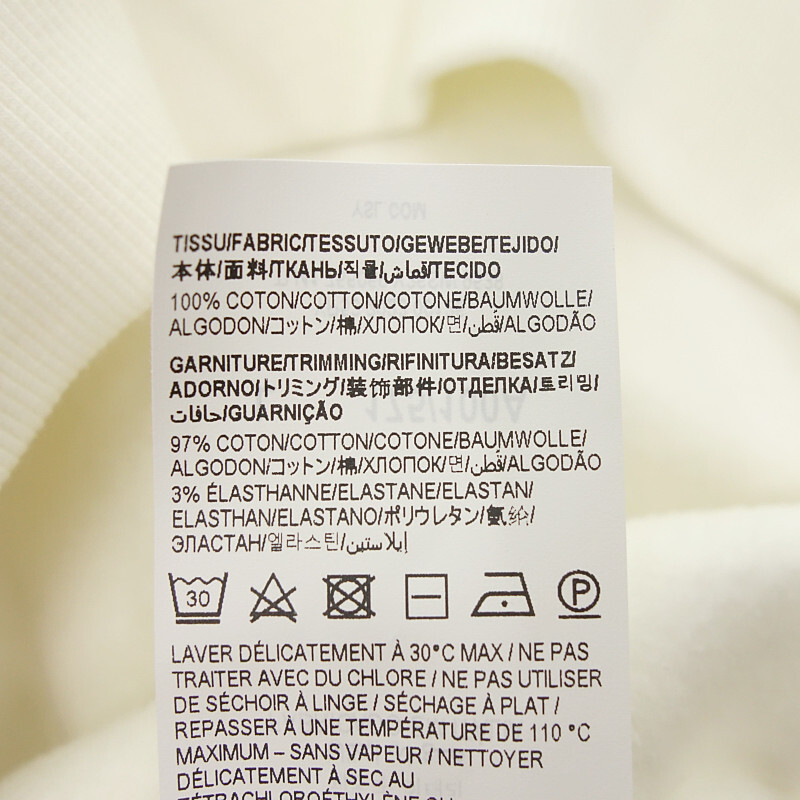 TISSU/FABRIC/TESSUTO/GEWEBE/TEJIDO/
本体/面料/ТКАНЬ/직물/قماش/TECIDO
100% COTON/COTTON/COTONE/BAUMWOLLE/
ALGODON/コットン/棉/ХЛОПОК/면/قُطن/ALGODÃO
GARNITURE/TRIMMING/RIFINITURA/BESATZ/
ADORNO/トリミング/装饰部件/ОТДЕПКА/트리밍/
حافات/GUARNIÇÃO
97% COTON/COTTON/COTONE/BAUMWOLLE/
ALGODON/コットン/棉/ХЛОПОК/면/قُطن/ALGODÃO
3% ÉLASTHANNE/ELASTANE/ELASTAN/
ELASTHAN/ELASTANO/ポリウレタン/氨纶/
ЭЛАСТАН/엘라스틴/إيلاستين
30 P
LAVER DÉLICATEMENT À 30°C MAX / NE PAS
TRAITER AVEC DU CHLORE / NE PAS UTILISER
DE SÉCHOIR À LINGE / SÉCHAGE À PLAT /
REPASSER À UNE TEMPÉRATURE DE 110 °C
MAXIMUM – SANS VAPEUR / NETTOYER
DÉLICATEMENT À SEC AU
TÉTRACHLOROÉTHYLÈNE OU